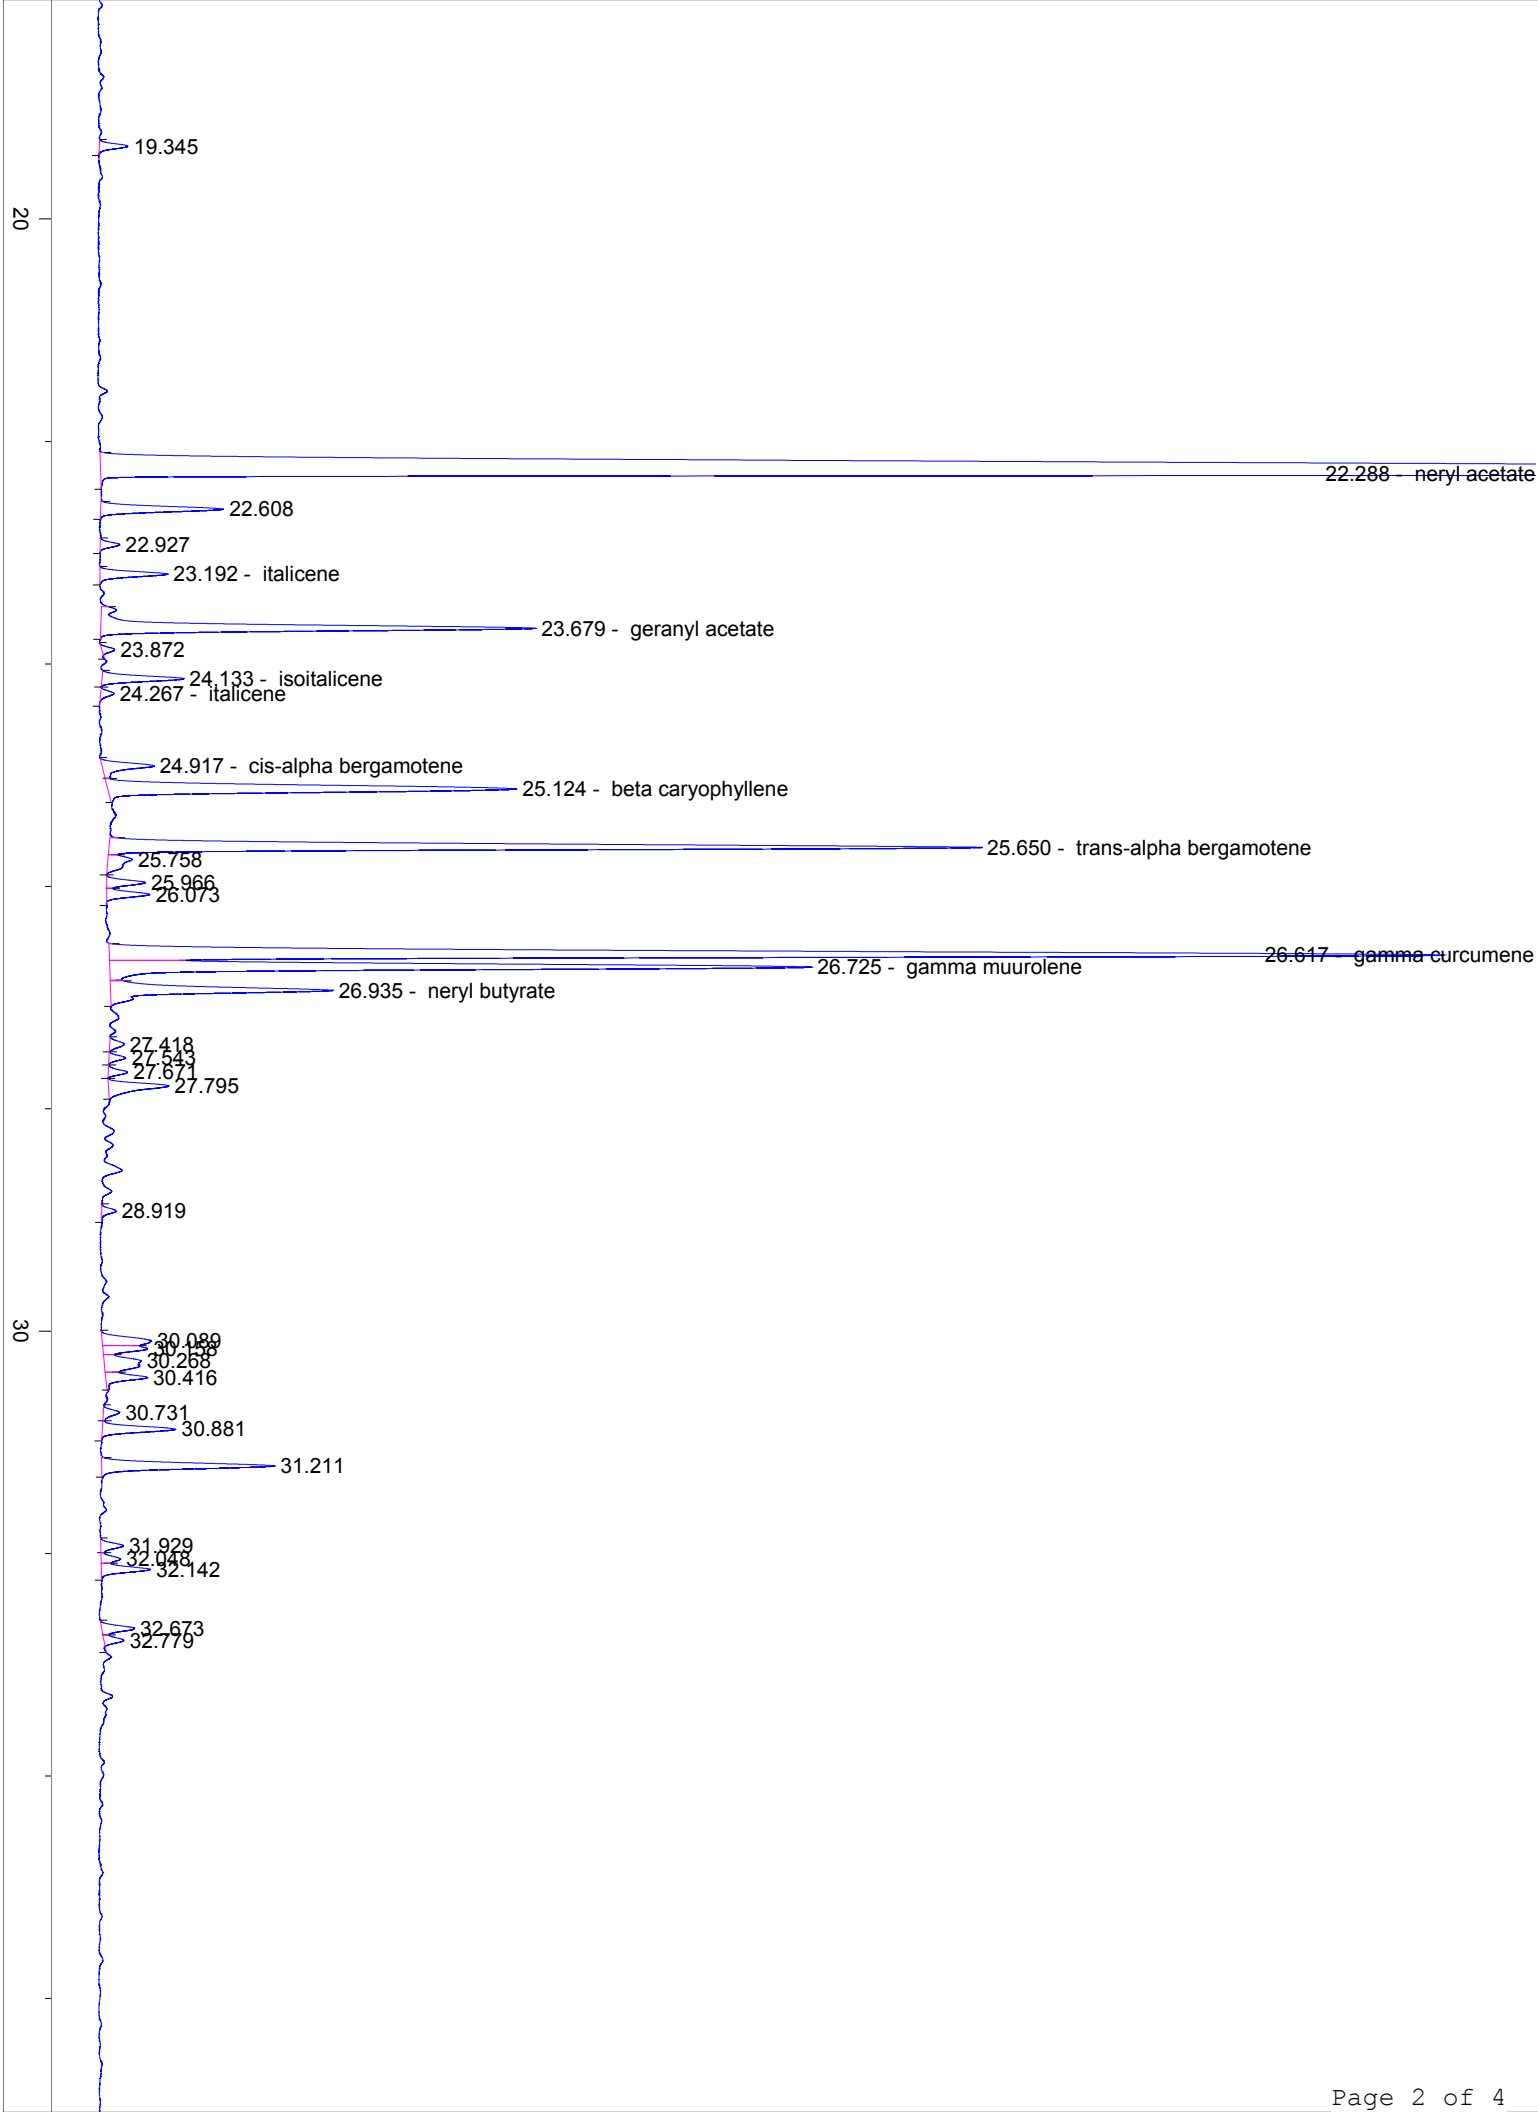 19.345
20
22.288 - neryl acetate
22.608
22.927
23.192 - italicene
23.679 - geranyl acetate
23.872
24.133 - isoitalicene
24.267 - italicene
24.917 - cis-alpha bergamotene
25.124 - beta caryophyllene
25.650 - trans-alpha bergamotene
25.758
25.966
26.073
26.617 - gamma curcumene
26.725 - gamma muurolene
26.935 - neryl butyrate
27.418
27.543
27.671
27.795
28.919
30
30.089
30.158
30.268
30.416
30.731
30.881
31.211
31.929
32.048
32.142
32.673
32.779
Page 2 of 4